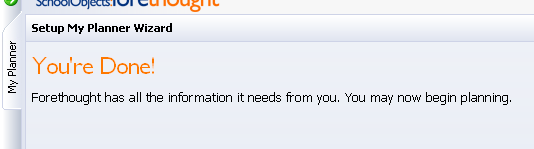 SchoolObjects:forethought
Setup My Planner Wizard
My Planner
You're Done!
Forethought has all the information it needs from you. You may now begin planning.